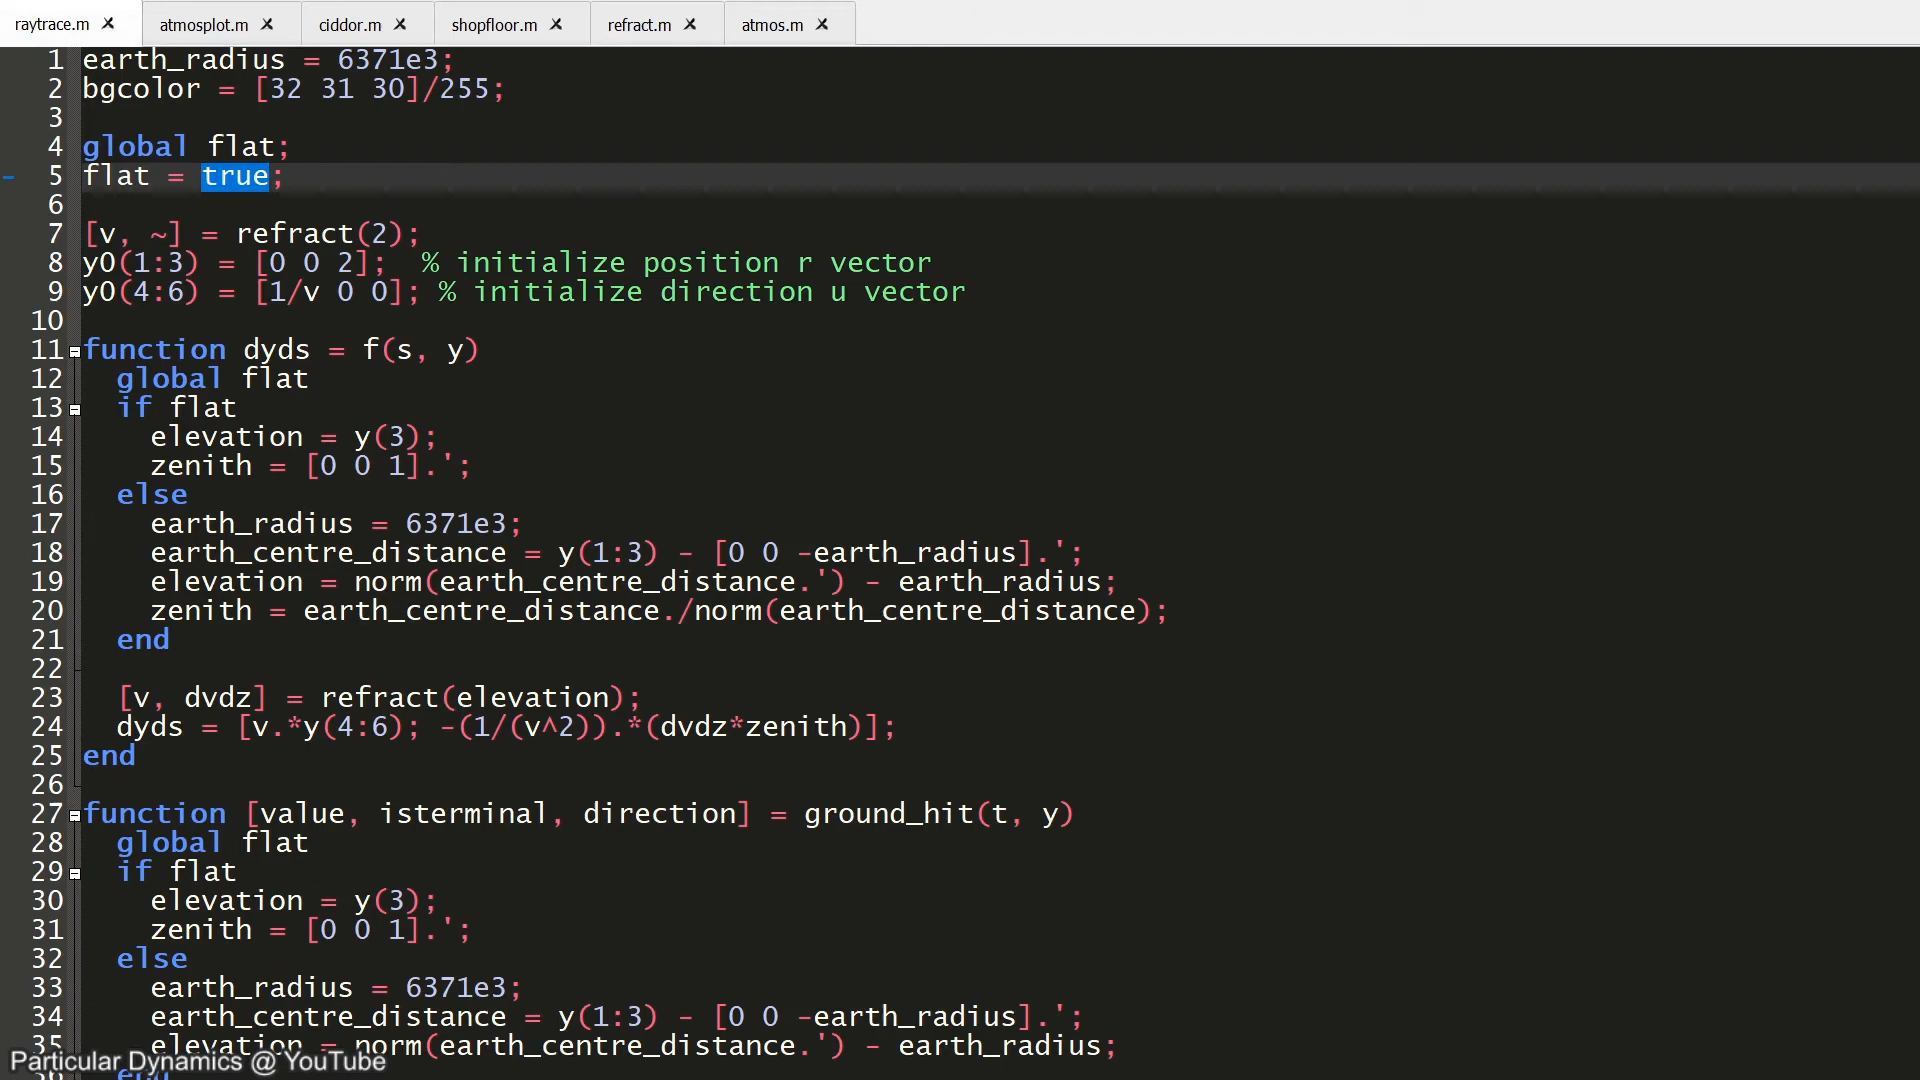 raytrace.m atmosplot.m ciddor.m shopfloor.m refract.m atmos.m
1 earth_radius = 6371e3;
2 bgcolor = [32 31 30]/255;
3
4 global flat;
5 flat = true;
6
7 [v, ~] = refract(2);
8 y0(1:3) = [0 0 2];  % initialize position r vector
9 y0(4:6) = [1/v 0 0]; % initialize direction u vector
10
11 function dyds = f(s, y)
12   global flat
13   if flat
14     elevation = y(3);
15     zenith = [0 0 1].';
16   else
17     earth_radius = 6371e3;
18     earth_centre_distance = y(1:3) - [0 0 -earth_radius].';
19     elevation = norm(earth_centre_distance.') - earth_radius;
20     zenith = earth_centre_distance./norm(earth_centre_distance);
21   end
22
23   [v, dvdz] = refract(elevation);
24   dyds = [v.*y(4:6); -(1/(v^2)).*(dvdz*zenith)];
25 end
26
27 function [value, isterminal, direction] = ground_hit(t, y)
28   global flat
29   if flat
30     elevation = y(3);
31     zenith = [0 0 1].';
32   else
33     earth_radius = 6371e3;
34     earth_centre_distance = y(1:3) - [0 0 -earth_radius].';
35     elevation = norm(earth_centre_distance.') - earth_radius;
36   end
Particular Dynamics @ YouTube